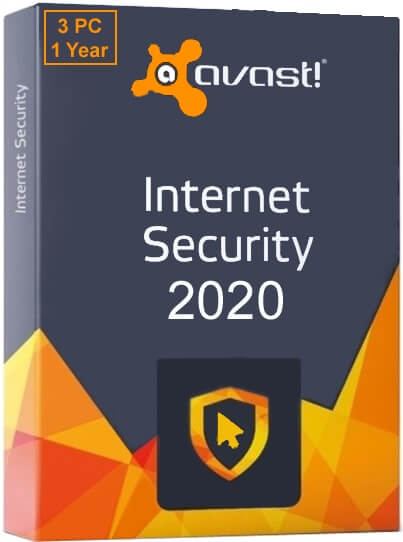 3 PC
1 Year
avast!®
Internet Security
Internet
Security
2020